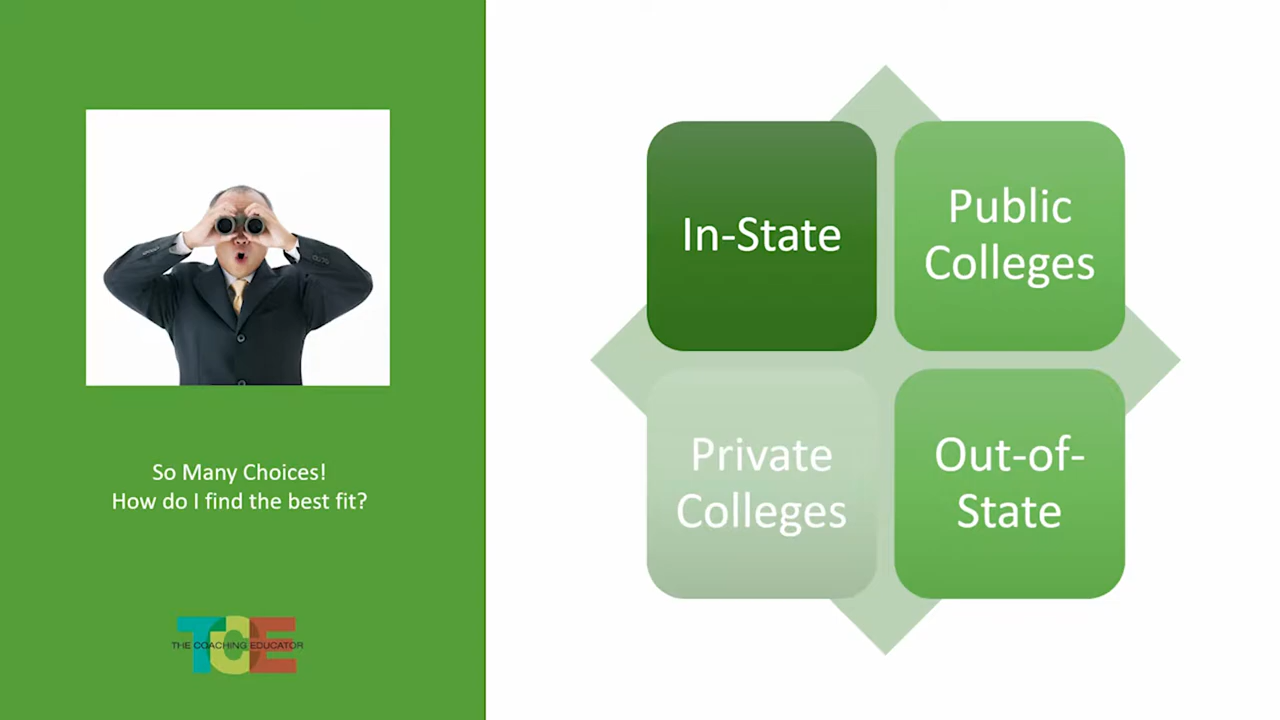 So Many Choices!
How do I find the best fit?
TCE
THE COACHING EDUCATOR
In-State
Public
Colleges
Private
Colleges
Out-of-
State